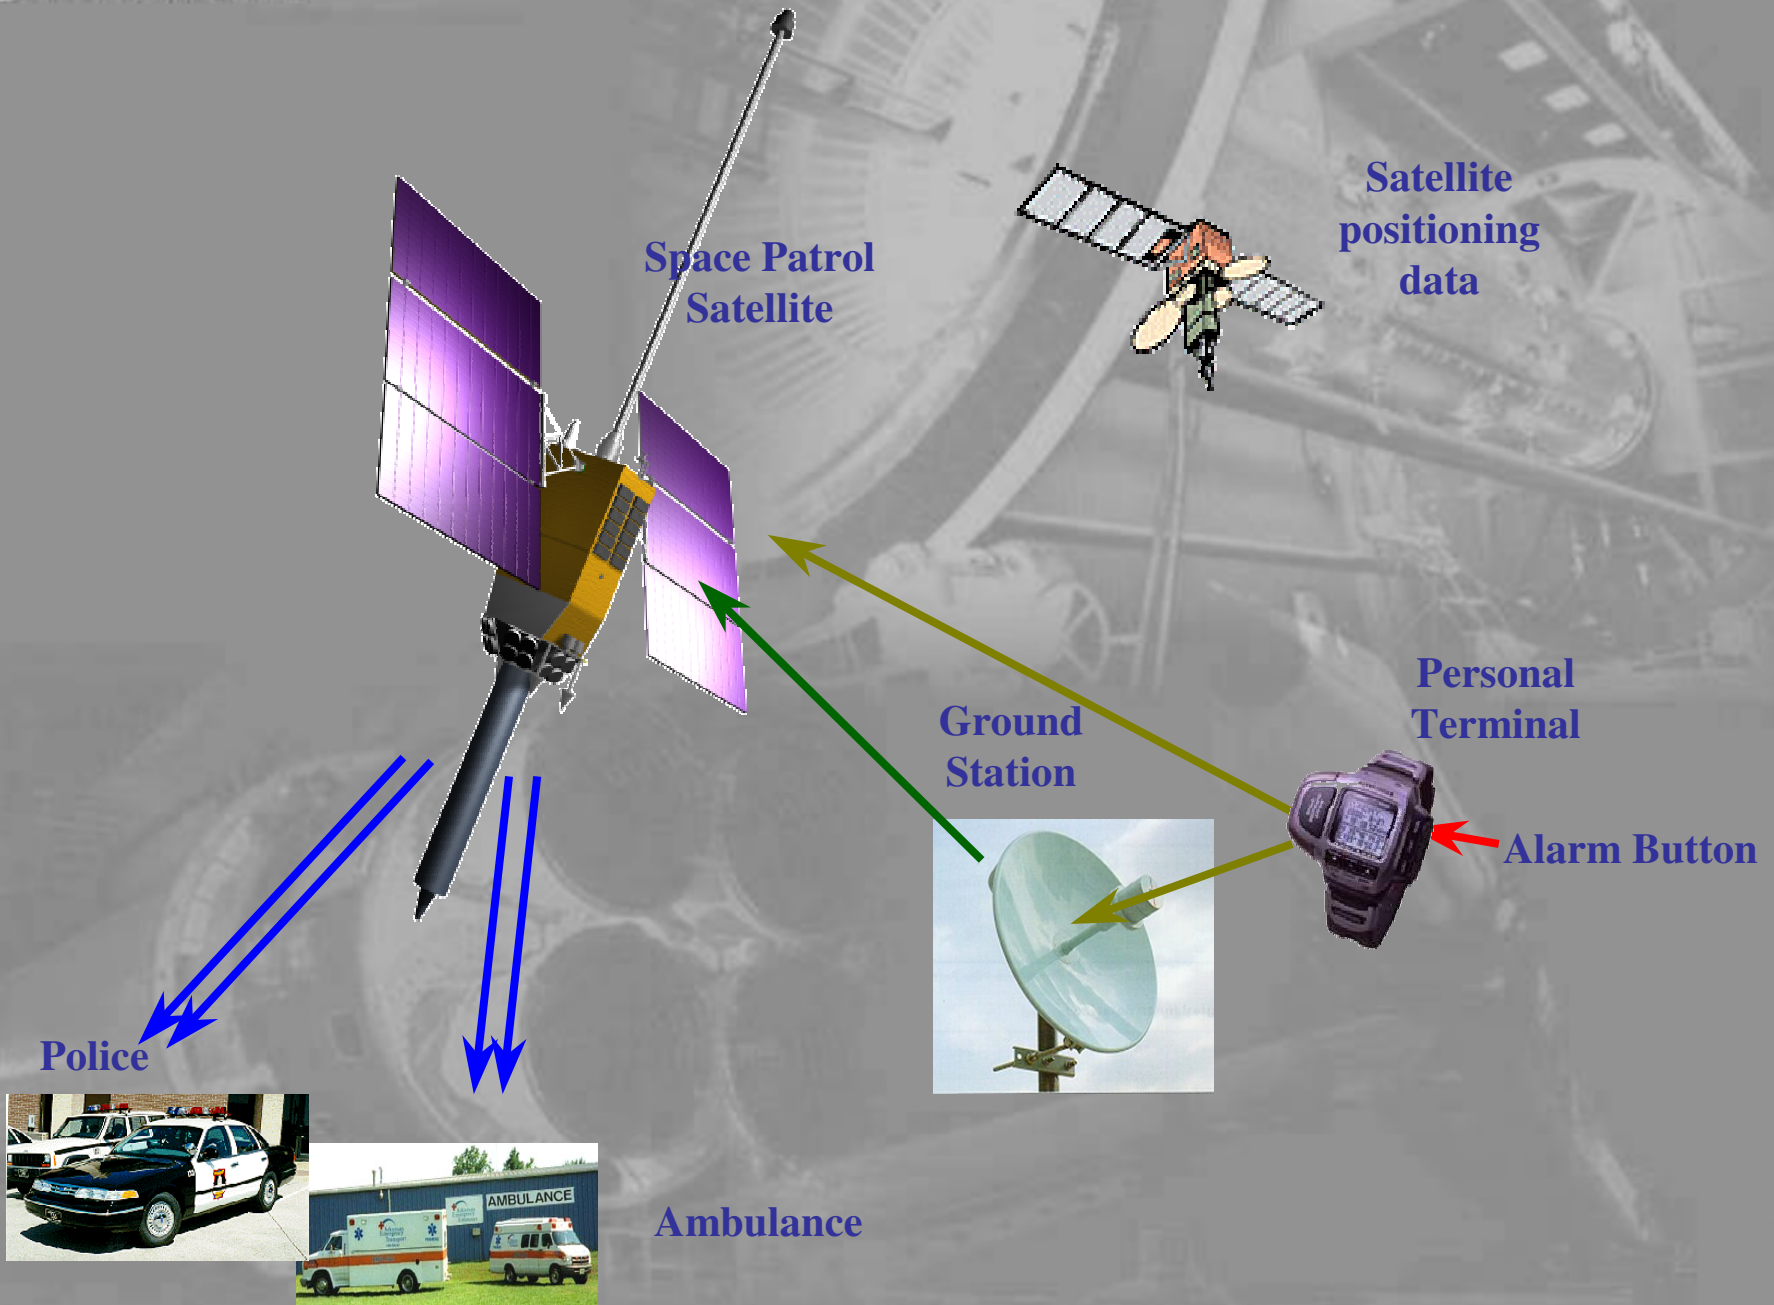 Satellite
positioning
data
Space Patrol
Satellite
Personal
Terminal
Ground
Station
Alarm Button
Police
AMBULANCE
Ambulance